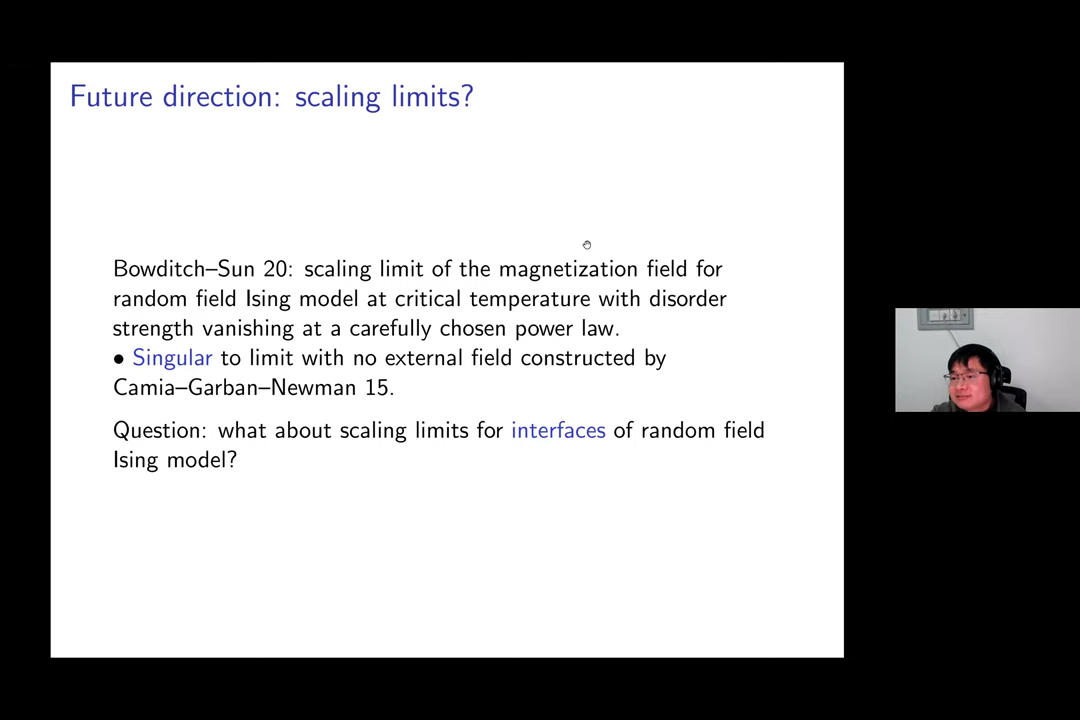 Future direction: scaling limits?
Bowditch–Sun 20: scaling limit of the magnetization field for
random field Ising model at critical temperature with disorder
strength vanishing at a carefully chosen power law.
• Singular to limit with no external field constructed by
Camia–Garban–Newman 15.
Question: what about scaling limits for interfaces of random field
Ising model?